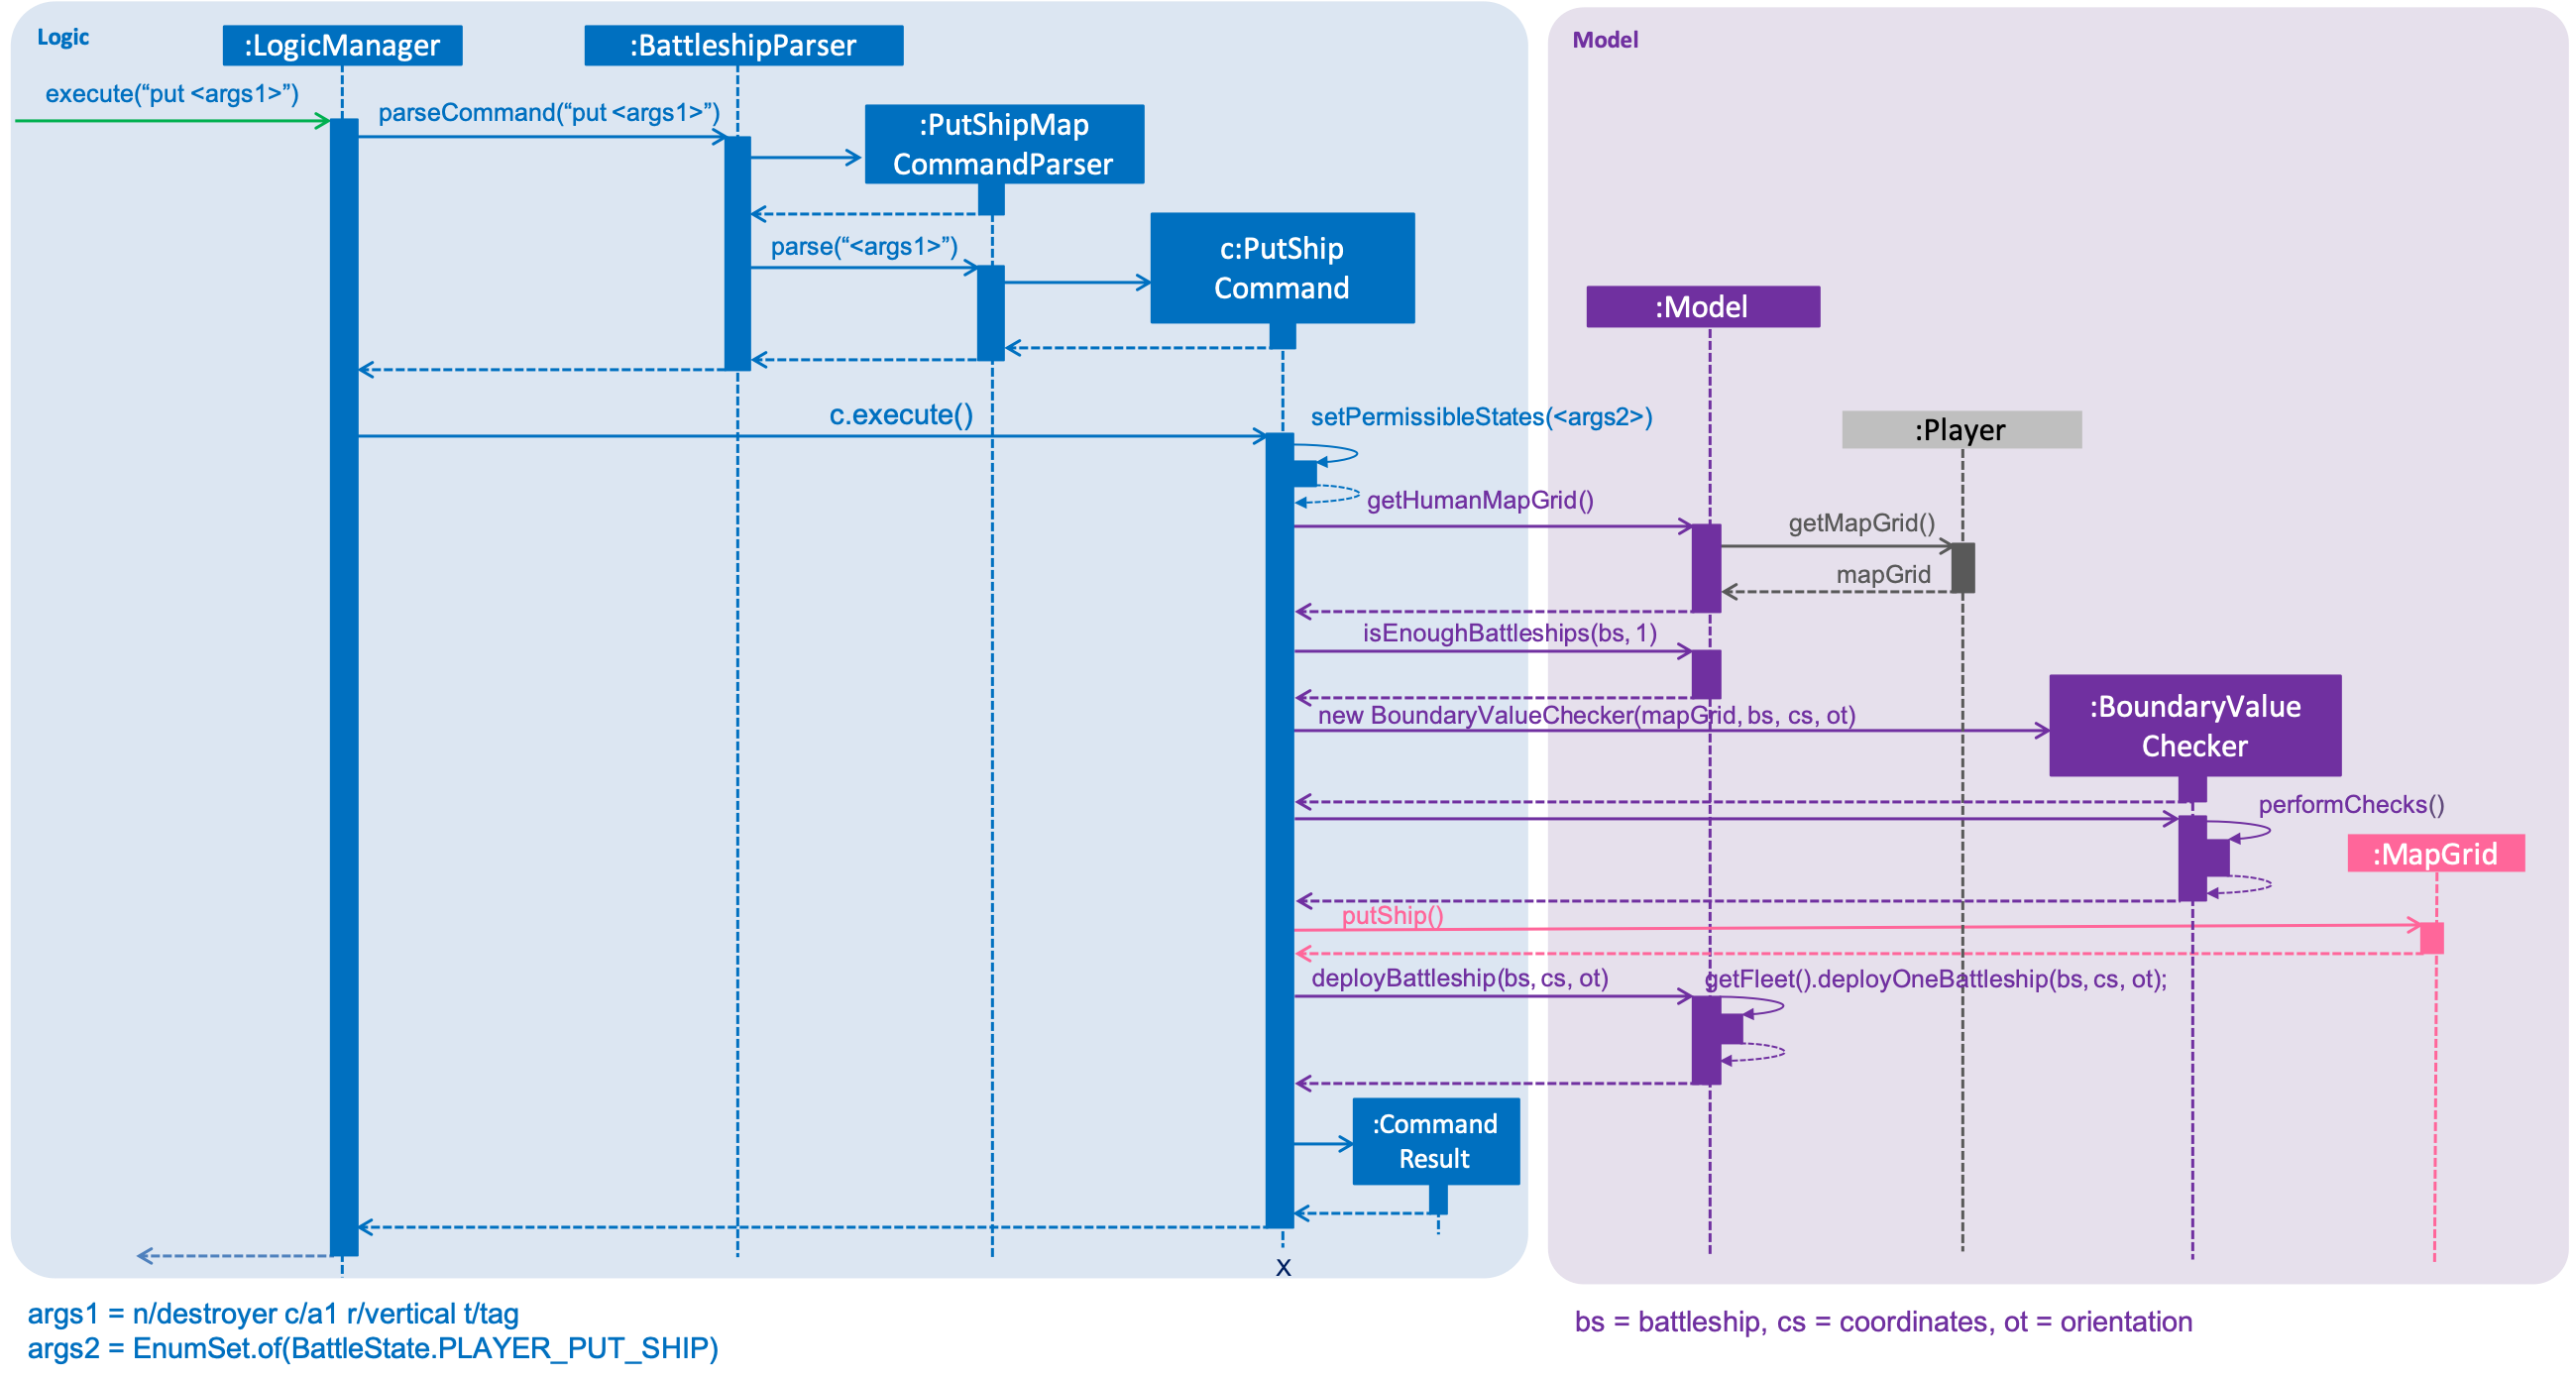 Logic
Model
:LogicManager
:BattleshipParser
execute(“put <args1>”)
parseCommand(“put <args1>”)
:PutShipMap
CommandParser
parse(“<args1>”)
c:PutShip
Command
:Model
c.execute()
setPermissibleStates(<args2>)
:Player
getHumanMapGrid()
getMapGrid()
mapGrid
isEnoughBattleships(bs, 1)
new BoundaryValueChecker(mapGrid, bs, cs, ot)
:BoundaryValue
Checker
performChecks()
:MapGrid
putShip()
deployBattleship(bs, cs, ot)
getFleet().deployOneBattleship(bs, cs, ot);
:Command
Result
X
args1 = n/destroyer c/a1 r/vertical t/tag
args2 = EnumSet.of(BattleState.PLAYER_PUT_SHIP)
bs = battleship, cs = coordinates, ot = orientation